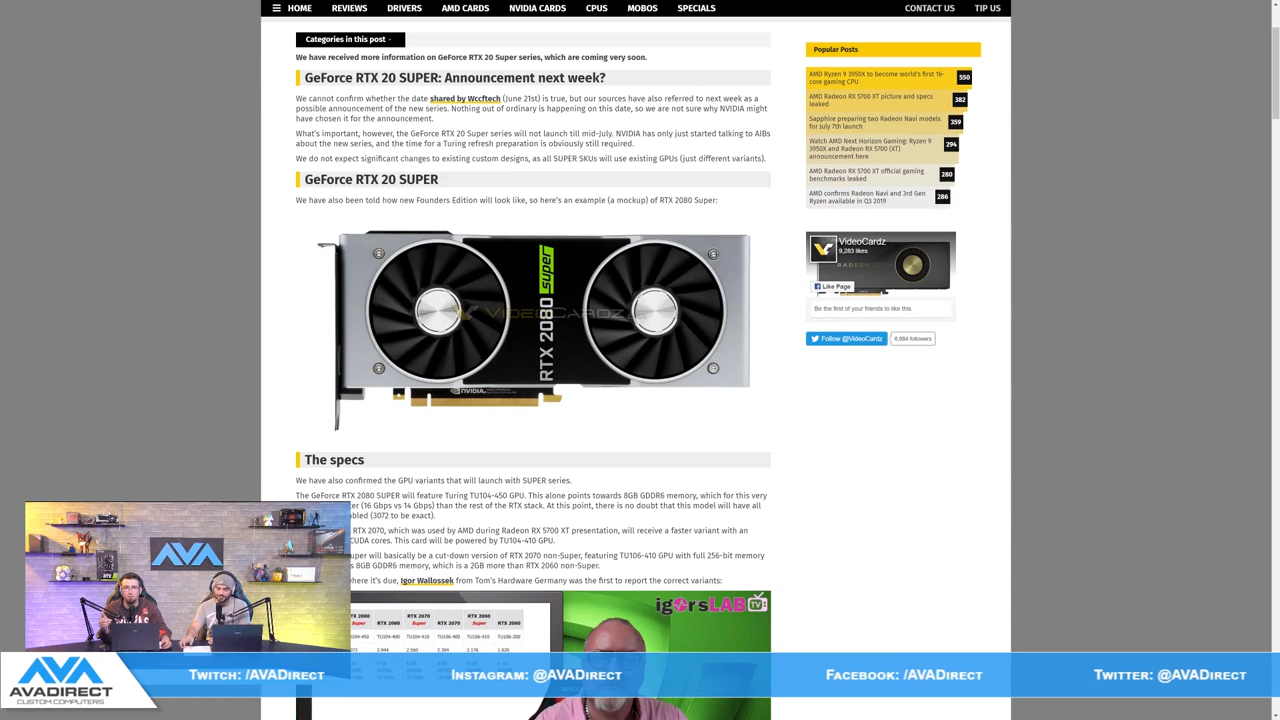 HOME REVIEWS DRIVERS AMD CARDS NVIDIA CARDS CPUS MOBOS SPECIALS CONTACT US TIP US
Categories in this post -
We have received more information on GeForce RTX 20 Super series, which are coming very soon.
GeForce RTX 20 SUPER: Announcement next week?
We cannot confirm whether the date shared by Wccftech (June 21st) is true, but our sources have also referred to next week as a
possible announcement of the new series. Nothing out of ordinary is happening on this date, so we are not sure why NVIDIA might
have chosen it for the announcement.
What's important, however, the GeForce RTX 20 Super series will not launch till mid-July. NVIDIA has only just started talking to AIBs
about the new series, and the time for a Turing refresh preparation is obviously still required.
We do not expect significant changes to existing custom designs, as all SUPER SKUs will use existing GPUs (just different variants).
GeForce RTX 20 SUPER
We have also been told how new Founders Edition will look like, so here's an example (a mockup) of RTX 2080 Super:
RTX 2080 super
VIDEOCARDZ
NVIDIA
The specs
We have also confirmed the GPU variants that will launch with SUPER series.
The GeForce RTX 2080 SUPER will feature Turing TU104-450 GPU. This alone points towards 8GB GDDR6 memory, which for this very
ter (16 Gbps vs 14 Gbps) than the rest of the RTX stack. At this point, there is no doubt that this model will have all
abled (3072 to be exact).
RTX 2070, which was used by AMD during Radeon RX 5700 XT presentation, will receive a faster variant with an
CUDA cores. This card will be powered by TU104-410 GPU.
uper will basically be a cut-down version of RTX 2070 non-Super, featuring TU106-410 GPU with full 256-bit memory
s 8GB GDDR6 memory, which is a 2GB more than RTX 2060 non-Super.
here it's due, Igor Wallossek from Tom's Hardware Germany was the first to report the correct variants:
Popular Posts
AMD Ryzen 9 3950X to become world's first 16-
core gaming CPU
550
AMD Radeon RX 5700 XT picture and specs
leaked
382
Sapphire preparing two Radeon Navi models
for July 7th launch
359
Watch AMD Next Horizon Gaming: Ryzen 9
3950X and Radeon RX 5700 (XT)
announcement here
294
AMD Radeon RX 5700 XT official gaming
benchmarks leaked
280
AMD confirms Radeon Navi and 3rd Gen
Ryzen available in Q3 2019
286
VideoCardz
9,283 likes
RADEON
Like Page
Be the first of your friends to like this
Follow @VideoCardz
igorsLAB TV
2080 RTX 2080 RTX 2070 RTX 2070 RTX 2060 RTX 2060
Super Super Super
104-450 TU104-400 TU104-410 TU106-400 TU106-410 TU106-200
072 2.944 2.560 2.304 2.176 1.920
AVA
AVADIRECT
CUSTOM COMPUTERS
Twitch: /AVADirect
Instagram: @AVADirect
Facebook: /AVADirect
Twitter: @AVADirect